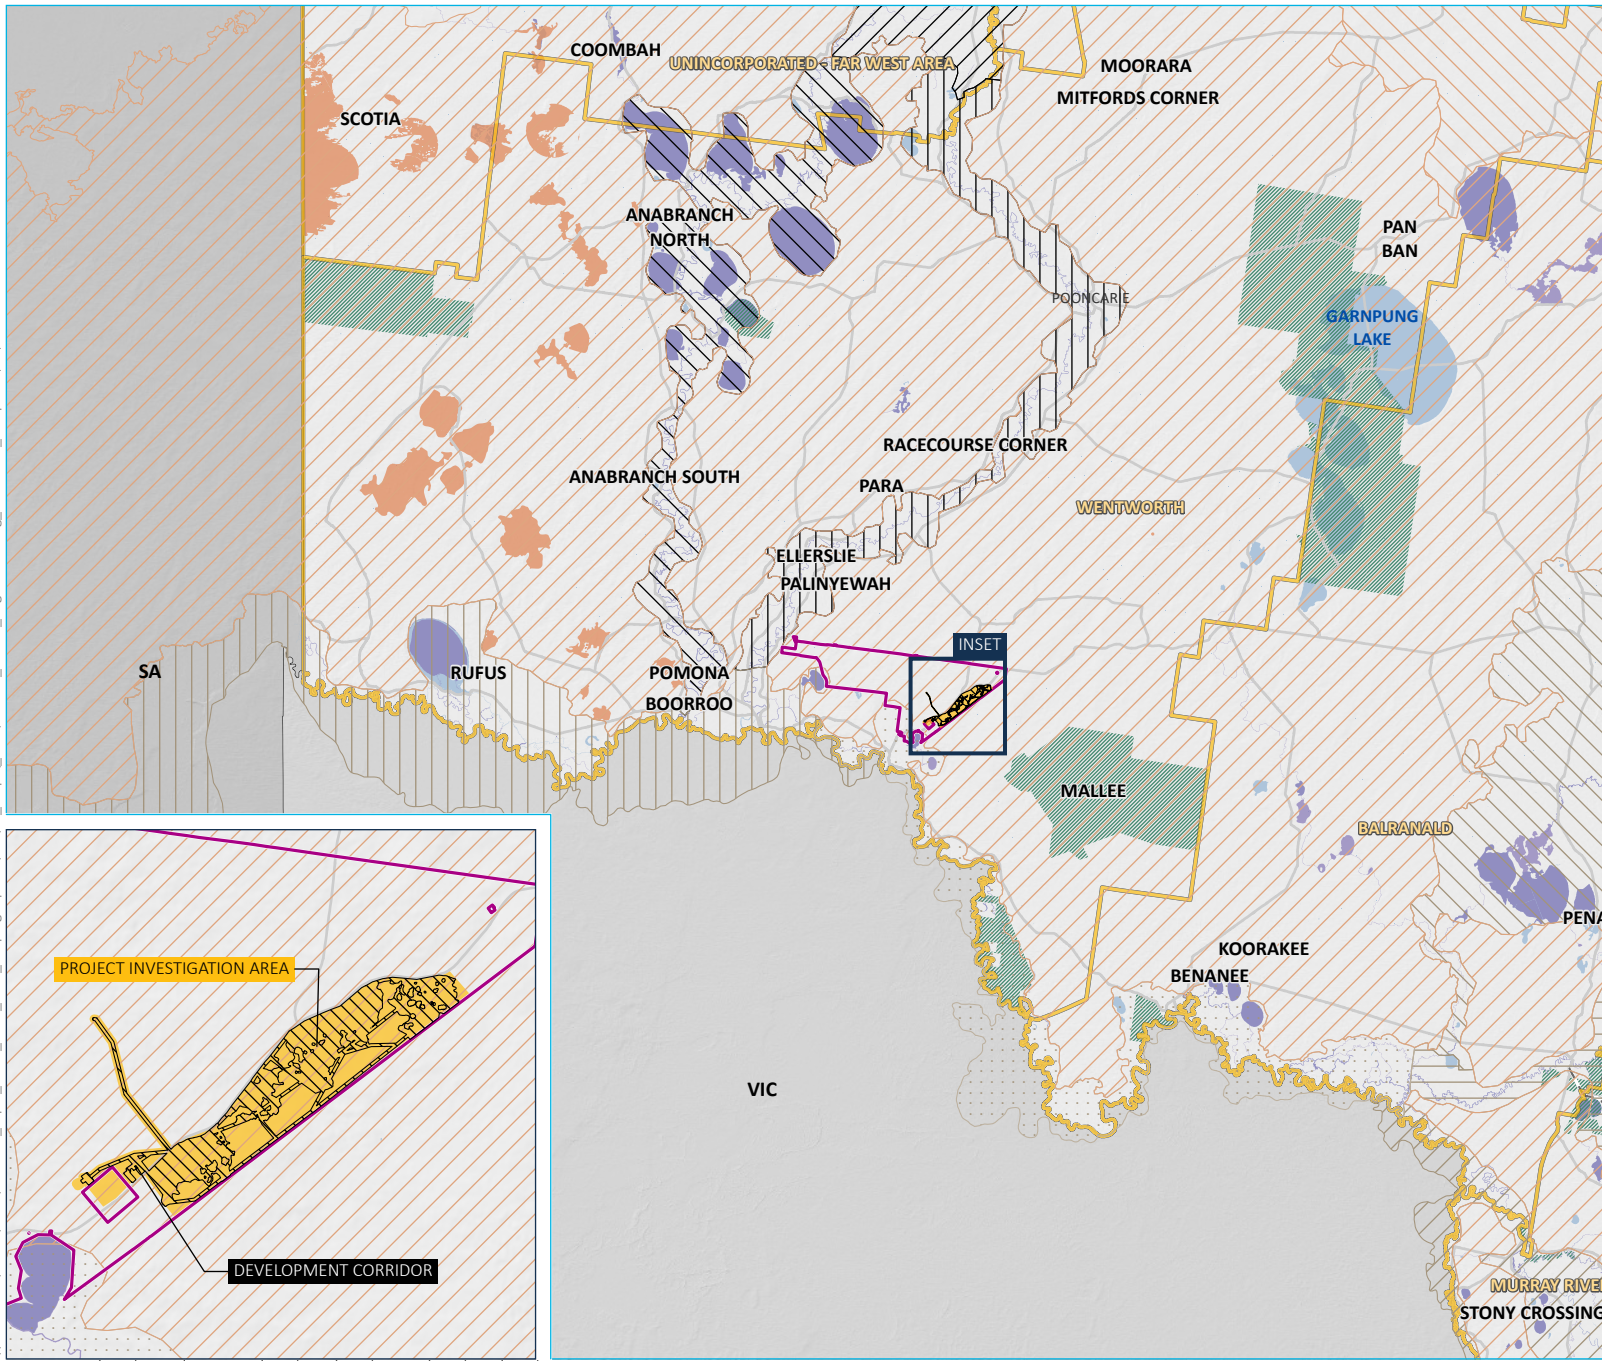 COOMBAH
UNINCORPORATED - FAR WEST AREA
MOORARA
MITFORDS CORNER
SCOTIA
ANABRANCH
NORTH
PAN
BAN
POONCARIE
GARNPUNG
LAKE
RACECOURSE CORNER
ANABRANCH SOUTH
PARA
WENTWORTH
ELLERSLIE
PALINYEWAH
INSET
SA
RUFUS
POMONA
BOORROO
MALLEE
BALRANALD
PENA
KOORAKEE
BENANEE
PROJECT INVESTIGATION AREA
VIC
DEVELOPMENT CORRIDOR
MURRAY RIVE
STONY CROSSING